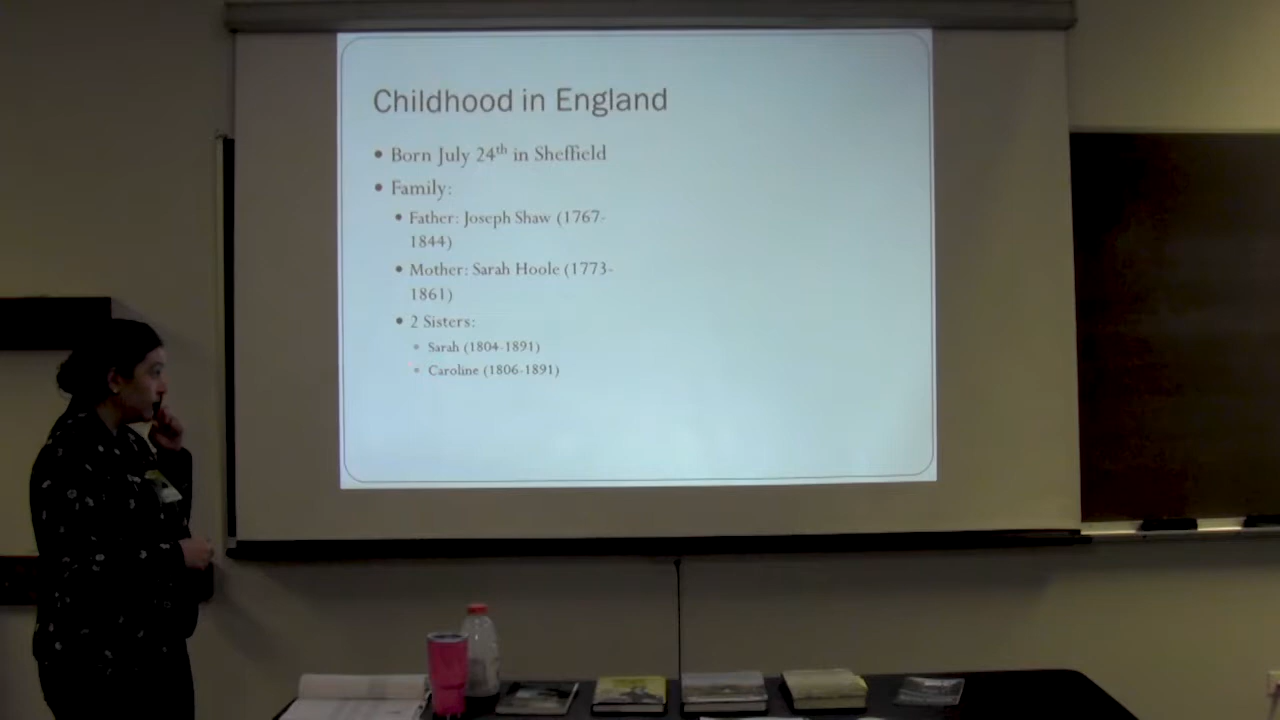 Childhood in England
• Born July 24th in Sheffield
• Family:
• Father: Joseph Shaw (1767-
1844)
• Mother: Sarah Hoole (1773-
1861)
• 2 Sisters:
• Sarah (1804-1891)
• Caroline (1806-1891)